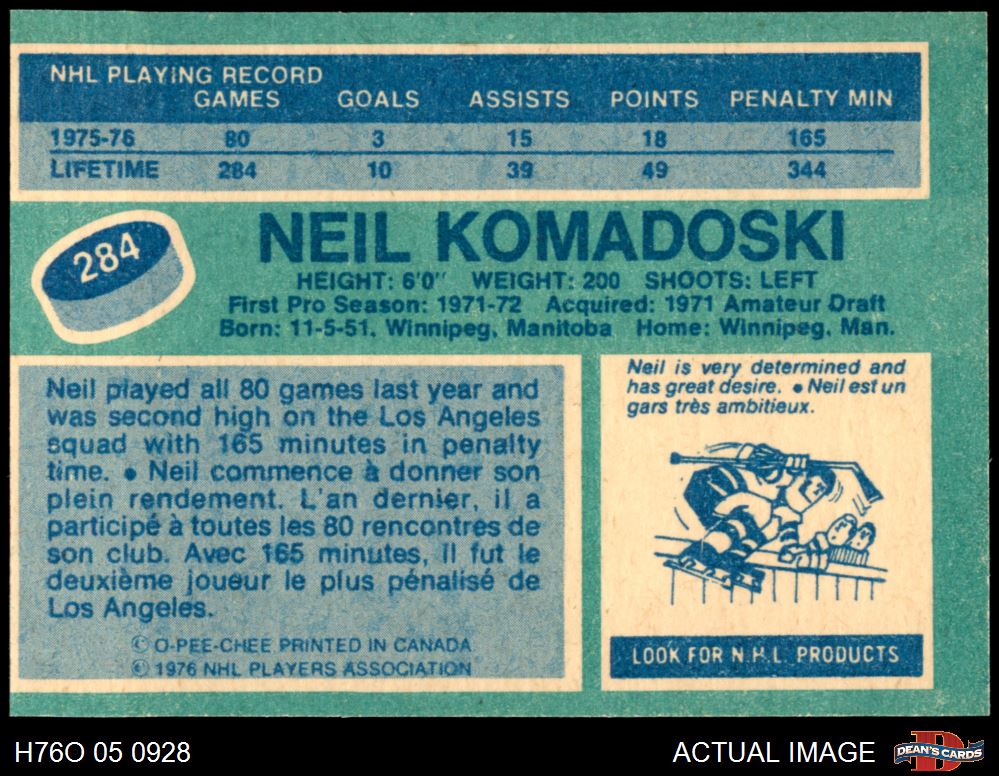 NHL PLAYING RECORD
GAMES GOALS ASSISTS POINTS PENALTY MIN
1975-76 80 3 15 18 165
LIFETIME 284 10 39 49 344
284
NEIL KOMADOSKI
HEIGHT: 6'0" WEIGHT: 200 SHOOTS: LEFT
First Pro Season: 1971-72 Acquired: 1971 Amateur Draft
Born: 11-5-51, Winnipeg, Manitoba Home: Winnipeg, Man.
Neil played all 80 games last year and
was second high on the Los Angeles
squad with 165 minutes in penalty
time. ● Neil commence à donner son
plein rendement. L'an dernier, il a
participé à toutes les 80 rencontres de
son club. Avec 165 minutes, il fut le
deuxième joueur le plus pénalisé de
Los Angeles.
© O-PEE-CHEE PRINTED IN CANADA
© 1976 NHL PLAYERS ASSOCIATION
Neil is very determined and
has great desire. ● Neil est un
gars très ambitieux.
LOOK FOR N.H.L PRODUCTS
H76O 05 0928
ACTUAL IMAGE
DEAN'S CARDS